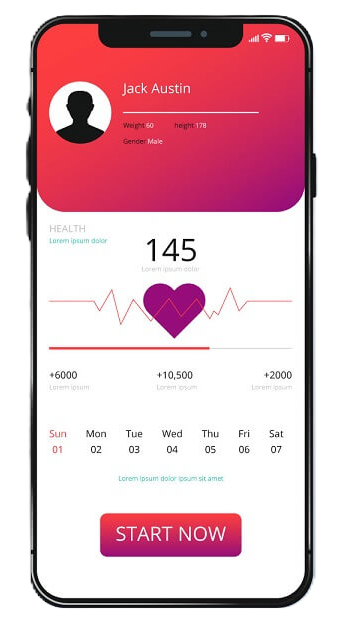 Jack Austin
Weight 60 height 178
Gender Male
HEALTH
Lorem ipsum dolor
145
Lorem ipsum dolor
+6000 +10,500 +2000
Lorem ipsum Lorem ipsum Lorem ipsum
Sun Mon Tue Wed Thu Fri Sat
01 02 03 04 05 06 07
Lorem ipsum dolor ipsum sit amet
START NOW